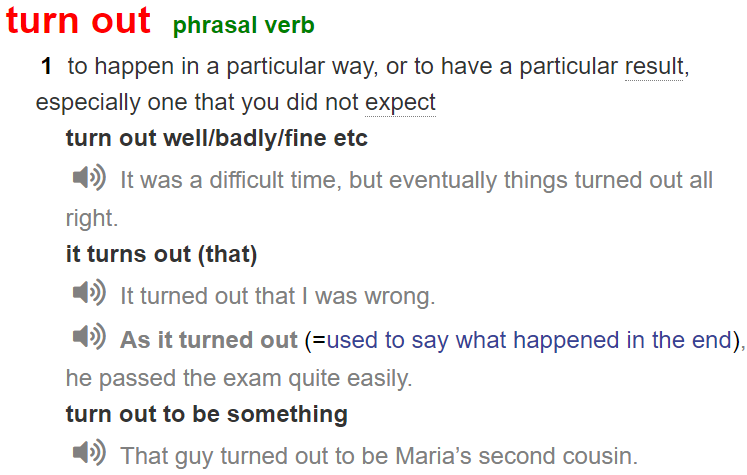 turn out phrasal verb
1 to happen in a particular way, or to have a particular result,
especially one that you did not expect
turn out well/badly/fine etc
It was a difficult time, but eventually things turned out all
right.
it turns out (that)
It turned out that I was wrong.
As it turned out (=used to say what happened in the end),
he passed the exam quite easily.
turn out to be something
That guy turned out to be Maria’s second cousin.